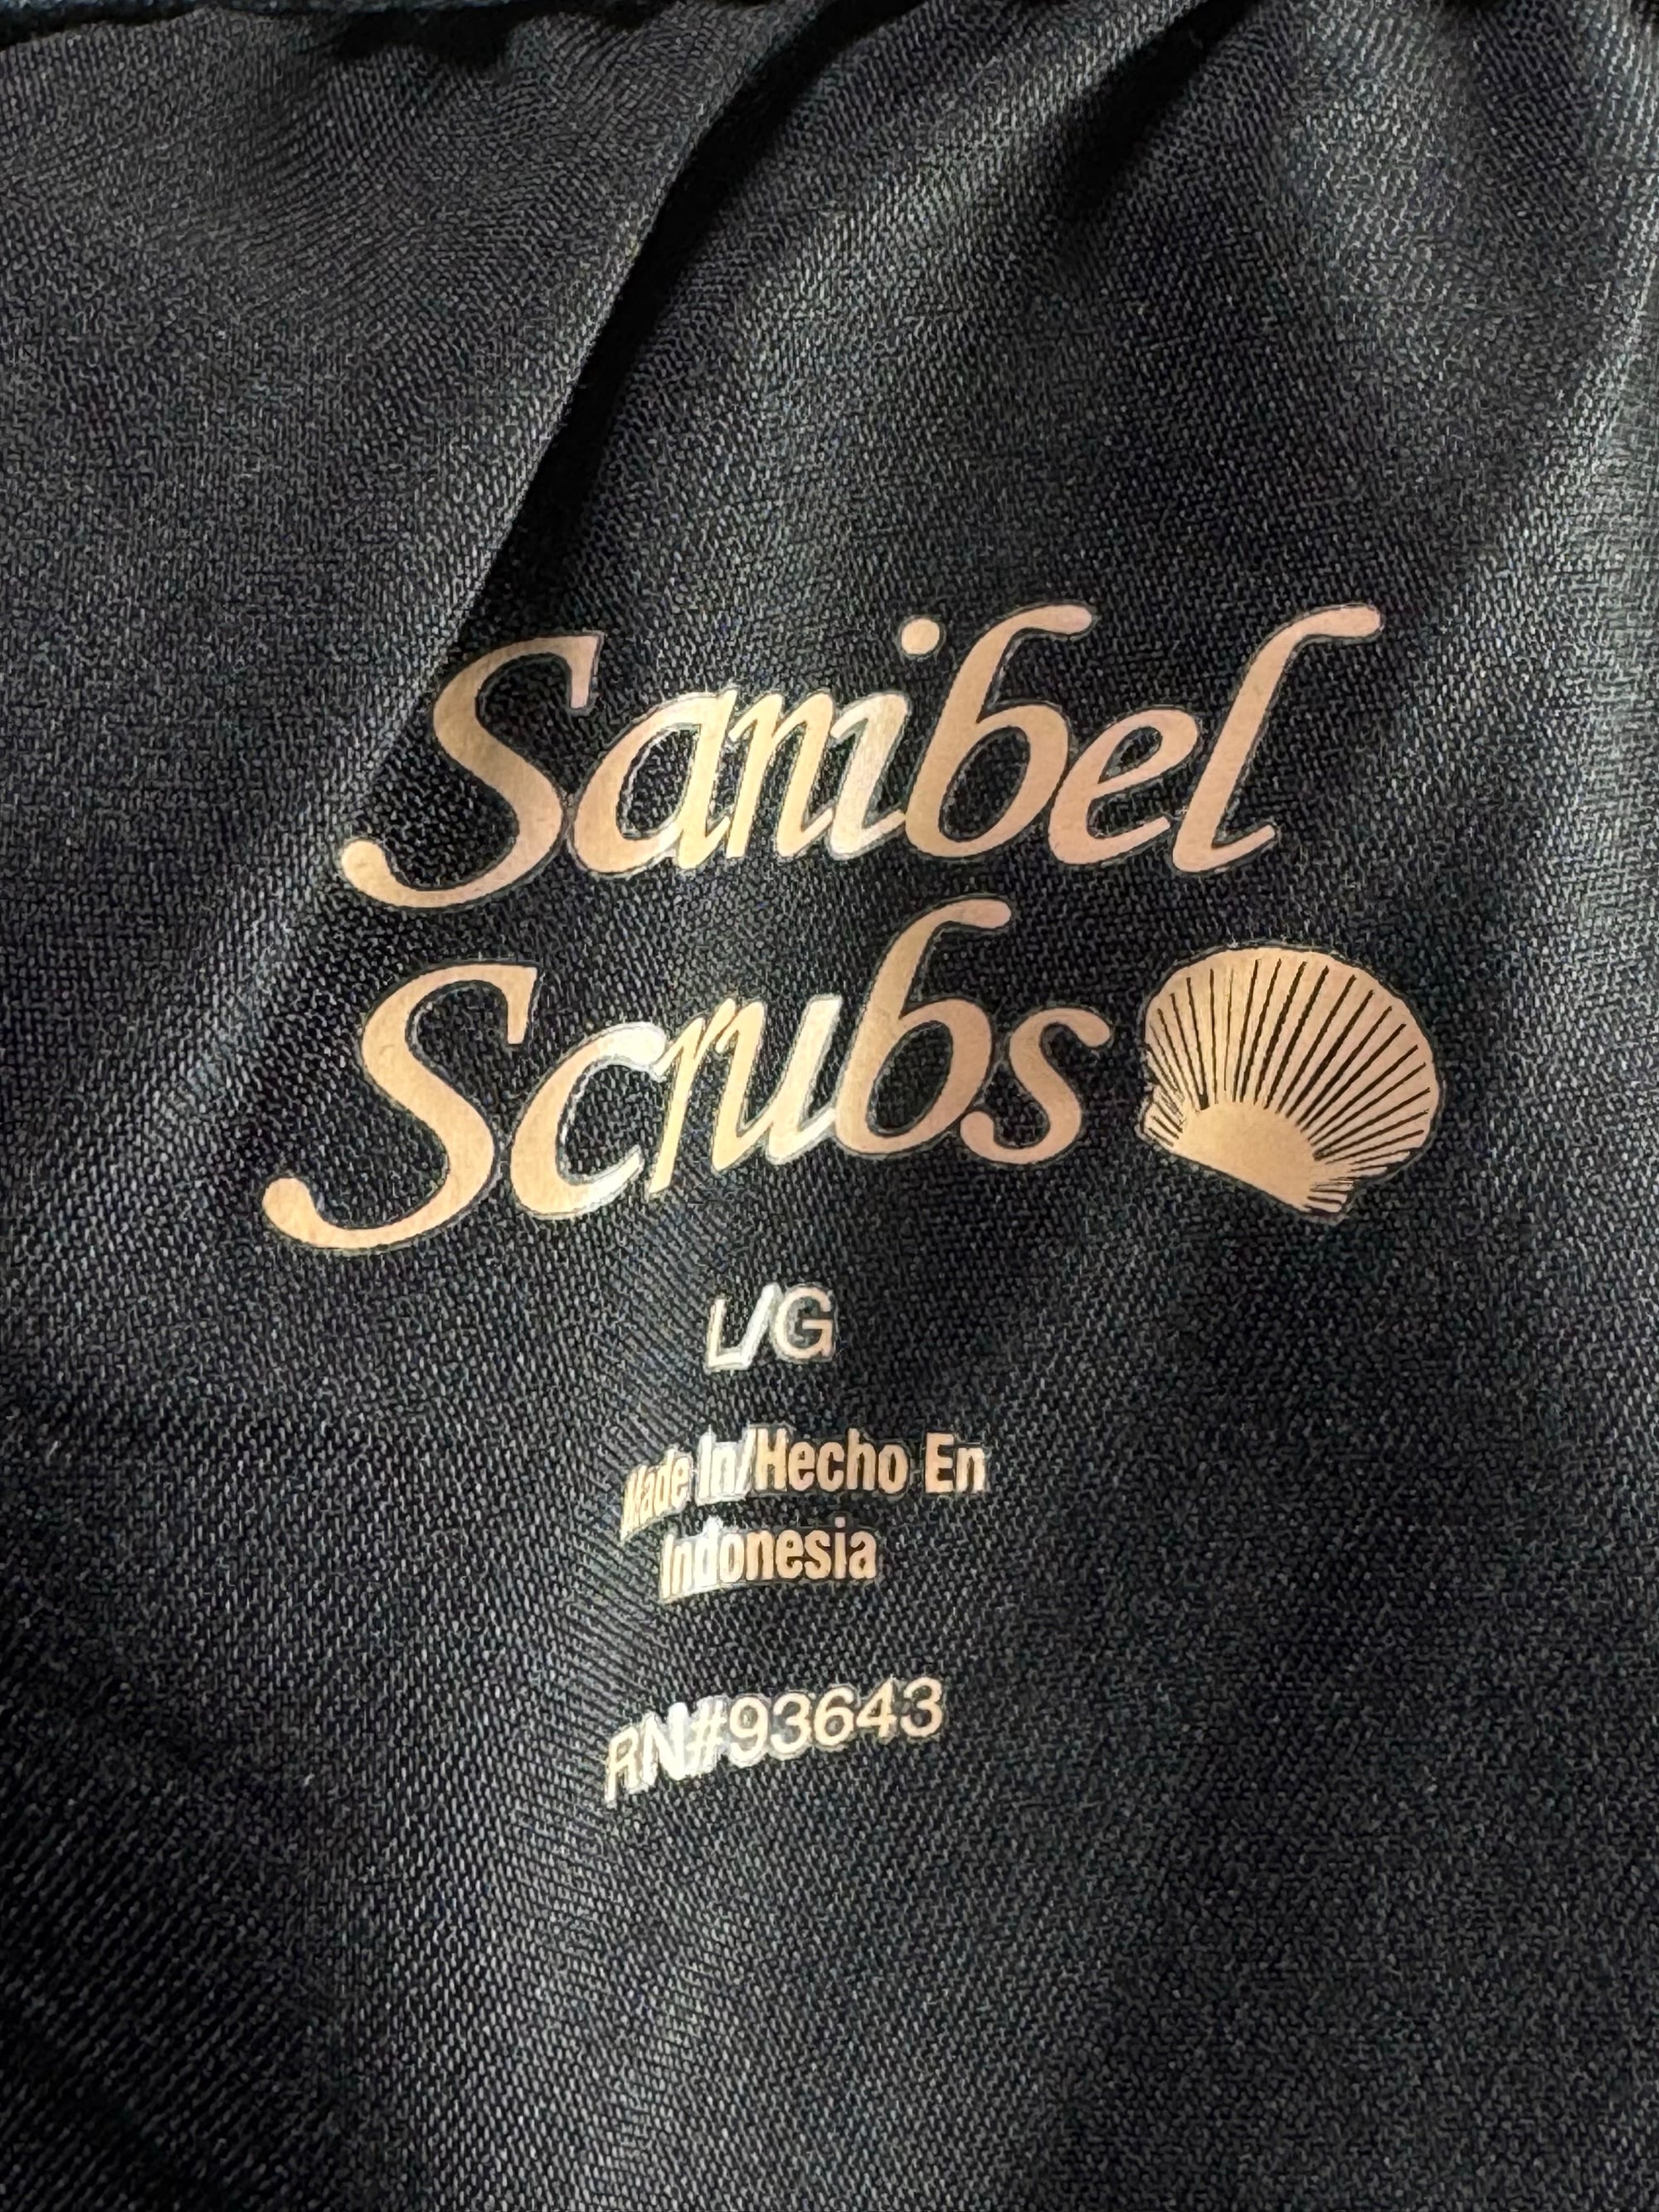 Sanibel
Scrubs
L/G
Made In/Hecho En
Indonesia
RN#93643